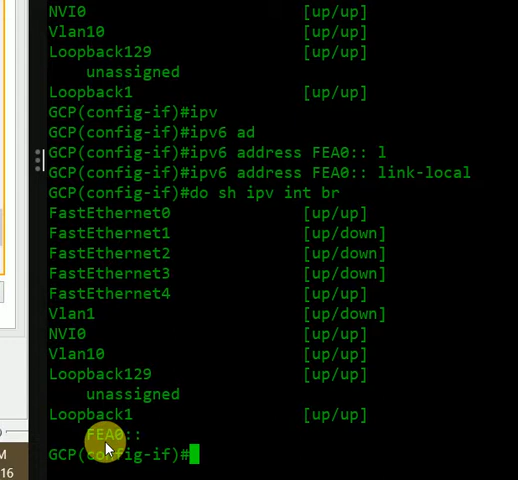 NVI0 [up/up]
Vlan10 [up/up]
Loopback129 [up/up]
unassigned
Loopback1 [up/up]
GCP(config-if)#ipv
GCP(config-if)#ipv6 ad
GCP(config-if)#ipv6 address FEA0:: l
GCP(config-if)#ipv6 address FEA0:: link-local
GCP(config-if)#do sh ipv int br
FastEthernet0 [up/up]
FastEthernet1 [up/down]
FastEthernet2 [up/down]
FastEthernet3 [up/down]
FastEthernet4 [up/up]
Vlan1 [up/down]
NVI0 [up/up]
Vlan10 [up/up]
Loopback129 [up/up]
unassigned
Loopback1 [up/up]
FEA0::
GCP(config-if)#
M
16